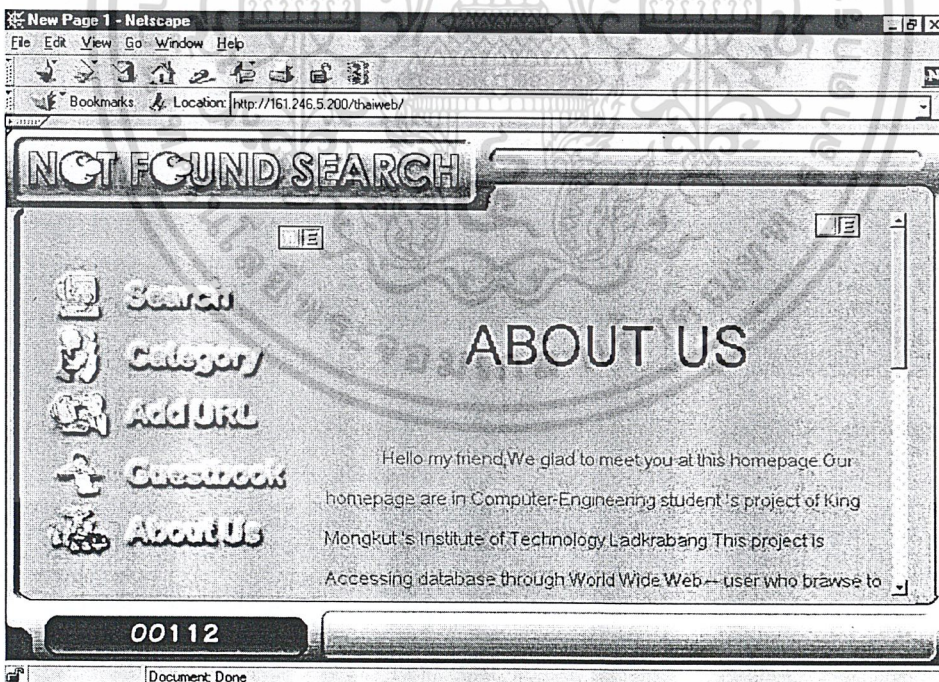 New Page 1 - Netscape
File Edit View Go Window Help
Bookmarks Location: http://161.246.5.200/thaiweb/
NOT FOUND SEARCH
Search
Category
Add URL
Guestbook
About Us
ABOUT US
Hello my friend,We glad to meet you at this homepage.Our
homepage are in Computer-Engineering student 's project of King
Mongkut 's Institute of Technology Ladkrabang This project is
Accessing database through World Wide Web -- user who brawse to
00112
Document: Done